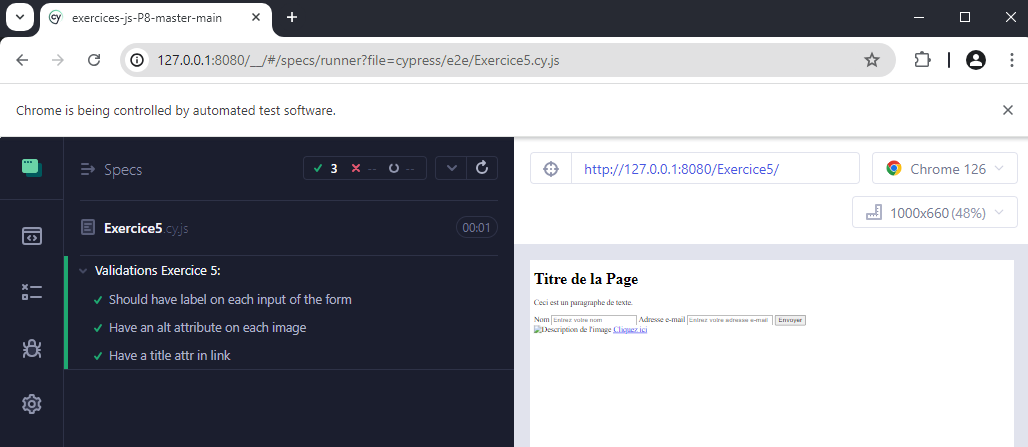 cy exercices-js-P8-master-main
127.0.0.1:8080/__/#/specs/runner?file=cypress/e2e/Exercice5.cy.js
Chrome is being controlled by automated test software.
Specs
3 -- --
http://127.0.0.1:8080/Exercice5/
Chrome 126
1000x660 (48%)
Exercice5.cy.js 00:01
Validations Exercice 5:
Should have label on each input of the form
Have an alt attribute on each image
Have a title attr in link
Titre de la Page
Ceci est un paragraphe de texte.
Nom Entrez votre nom Adresse e-mail Entrez votre adresse e-mail Envoyer
Description de l'image Cliquez ici